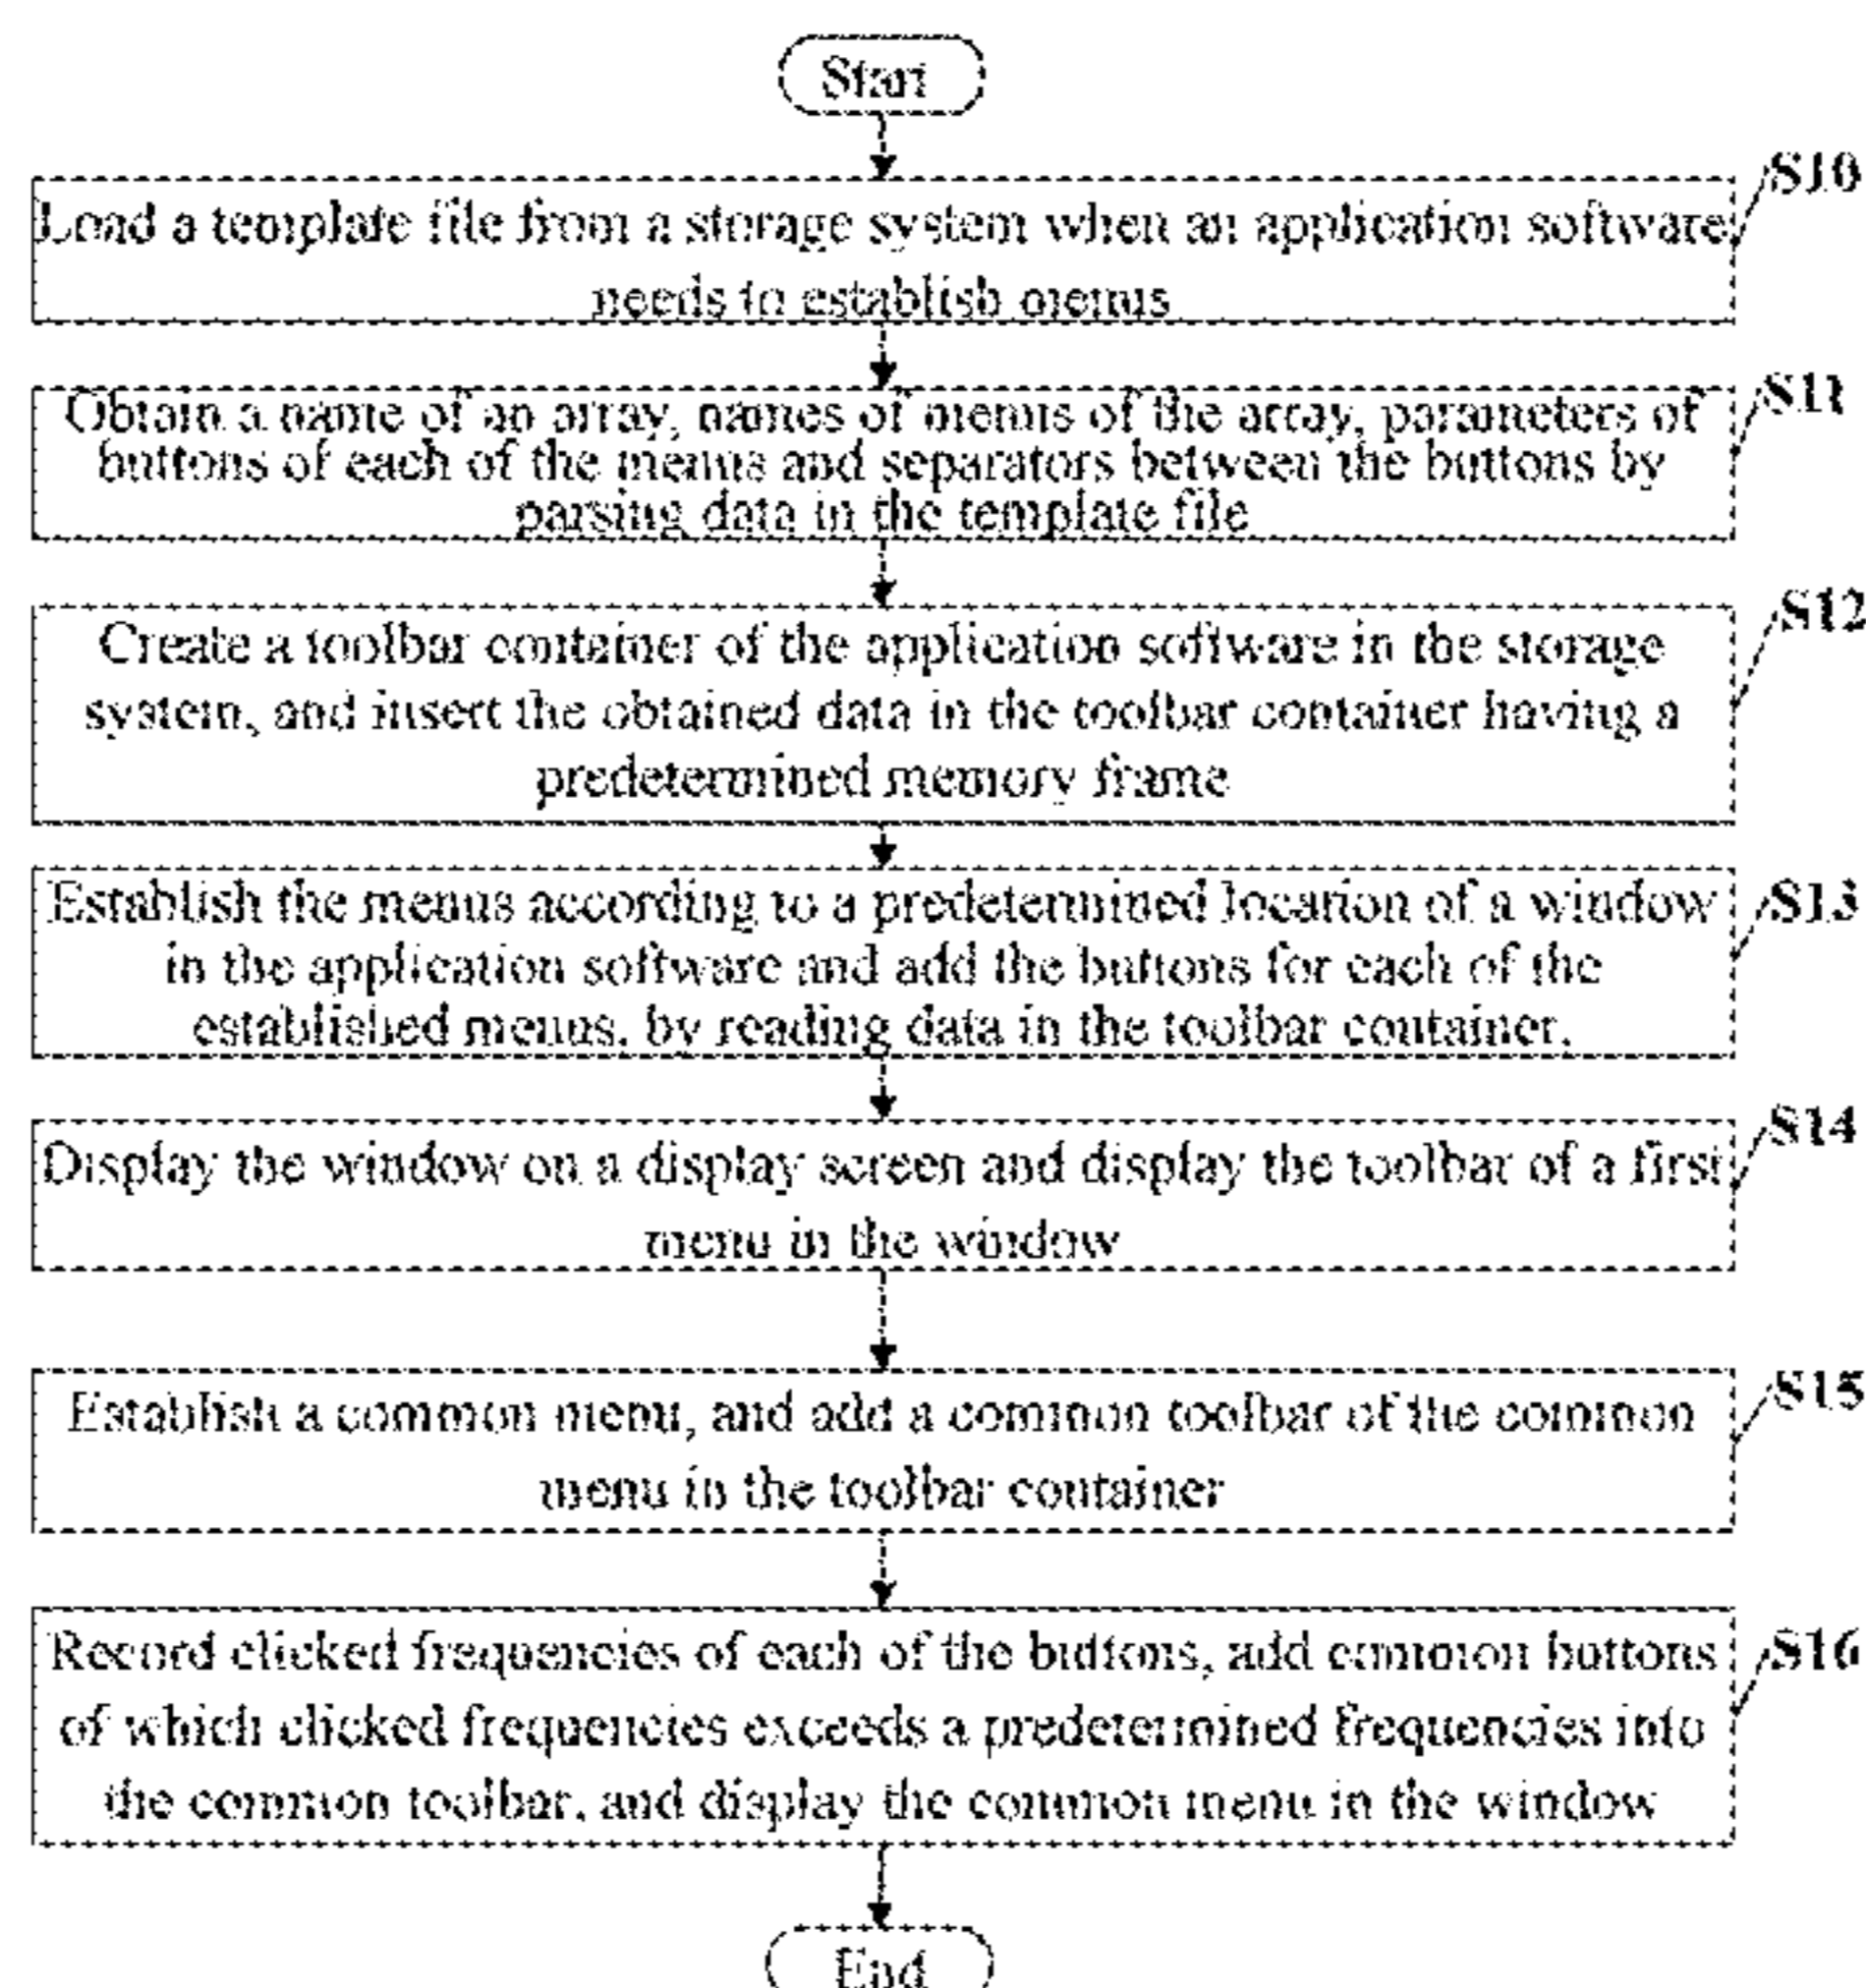 Start
S10
Load a template file from a storage system when an application software
needs to establish menus
S11
Obtain a name of an array, names of menus of the array, parameters of
buttons of each of the menus and separators between the buttons by
parsing data in the template file
S12
Create a toolbar container of the application software in the storage
system, and insert the obtained data in the toolbar container having a
predetermined memory frame
S13
Establish the menus according to a predetermined location of a window
in the application software and add the buttons for each of the
established menus, by reading data in the toolbar container.
S14
Display the window on a display screen and display the toolbar of a first
menu in the window
S15
Establish a common menu, and add a common toolbar of the common
menu in the toolbar container
S16
Record clicked frequencies of each of the buttons, add common buttons
of which clicked frequencies exceeds a predetermined frequencies into
the common toolbar, and display the common menu in the window
End